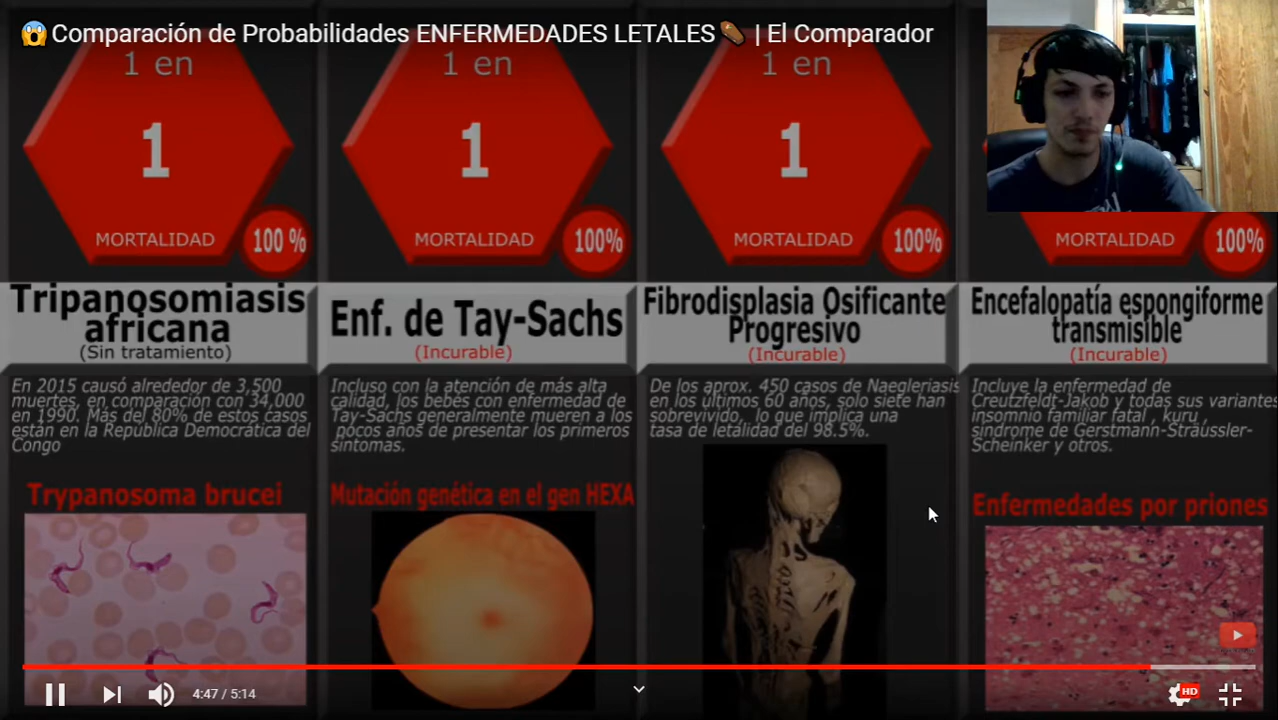 😱Comparación de Probabilidades ENFERMEDADES LETALES⚰️ | El Comparador
1 en
1
MORTALIDAD
100 %
Tripanosomiasis
africana
(Sin tratamiento)
En 2015 causó alrededor de 3,500
muertes, en comparación con 34,000
en 1990. Más del 80% de estos casos
están en la República Democrática del
Congo
Trypanosoma brucei
1 en
1
MORTALIDAD
100%
Enf. de Tay-Sachs
(Incurable)
Incluso con la atención de más alta
calidad, los bebés con enfermedad de
Tay-Sachs generalmente mueren a los
pocos años de presentar los primeros
síntomas.
Mutación genética en el gen HEXA
1 en
1
MORTALIDAD
100%
Fibrodisplasia Osificante
Progresivo
(Incurable)
De los aprox. 450 casos de Naegleriasis
en los últimos 60 años, solo siete han
sobrevivido, lo que implica una
tasa de letalidad del 98.5%.
MORTALIDAD
100%
Encefalopatía espongiforme
transmisible
(Incurable)
Incluye la enfermedad de
Creutzfeldt-Jakob y todas sus variantes
insomnio familiar fatal , kuru ,
síndrome de Gerstmann-Sträussler-
Scheinker y otros.
Enfermedades por priones
4:47 / 5:14
HD